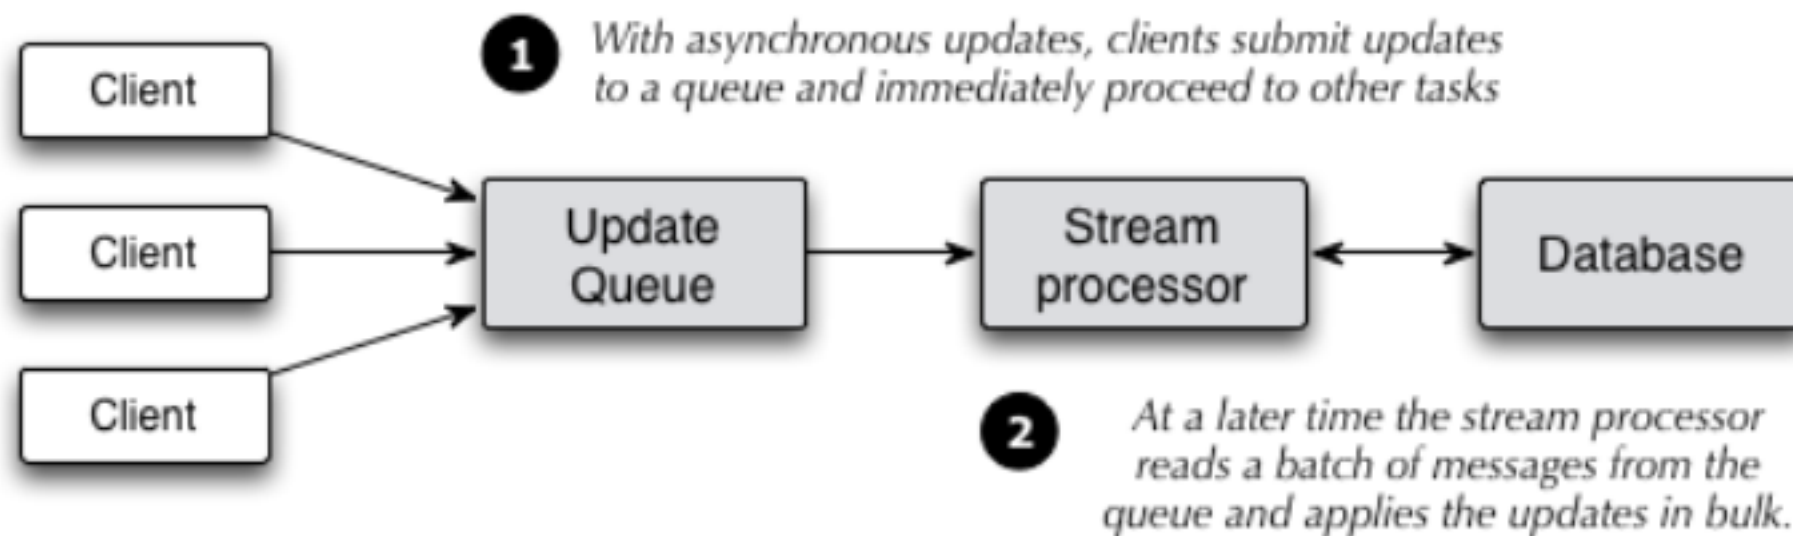 1
With asynchronous updates, clients submit updates
to a queue and immediately proceed to other tasks
Client
Client
Client
Update
Queue
Stream
processor
Database
2
At a later time the stream processor
reads a batch of messages from the
queue and applies the updates in bulk.